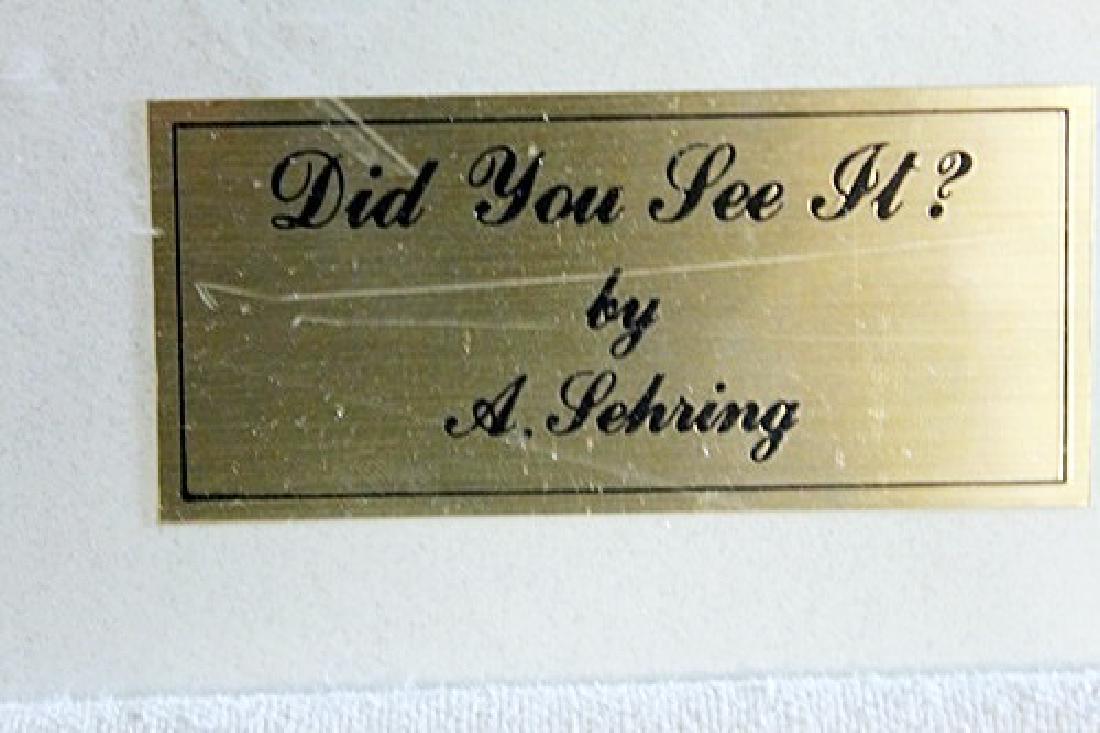 Did You See It?
by
A. Sehring